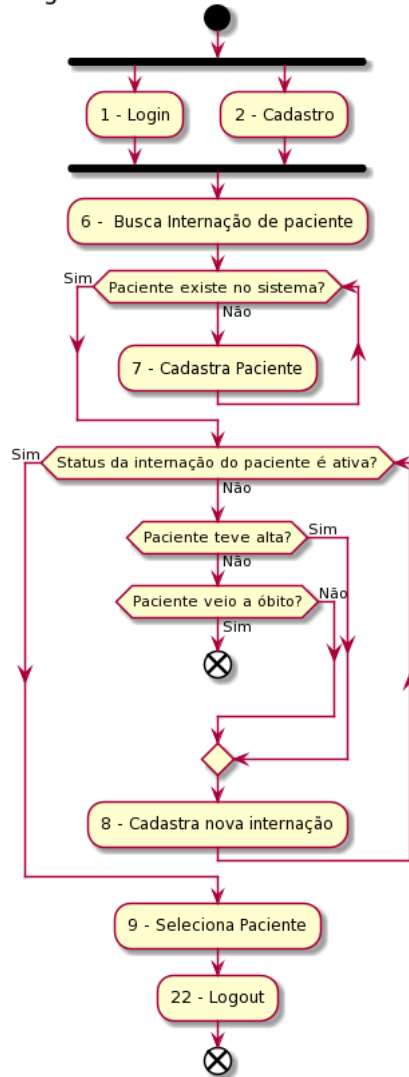 1 - Login
2 - Cadastro
6 - Busca Internação de paciente
Sim
Paciente existe no sistema?
Não
7 - Cadastra Paciente
Sim
Status da internação do paciente é ativa?
Não
Paciente teve alta?
Sim
Não
Paciente veio a óbito?
Não
Sim
8 - Cadastra nova internação
9 - Seleciona Paciente
22 - Logout